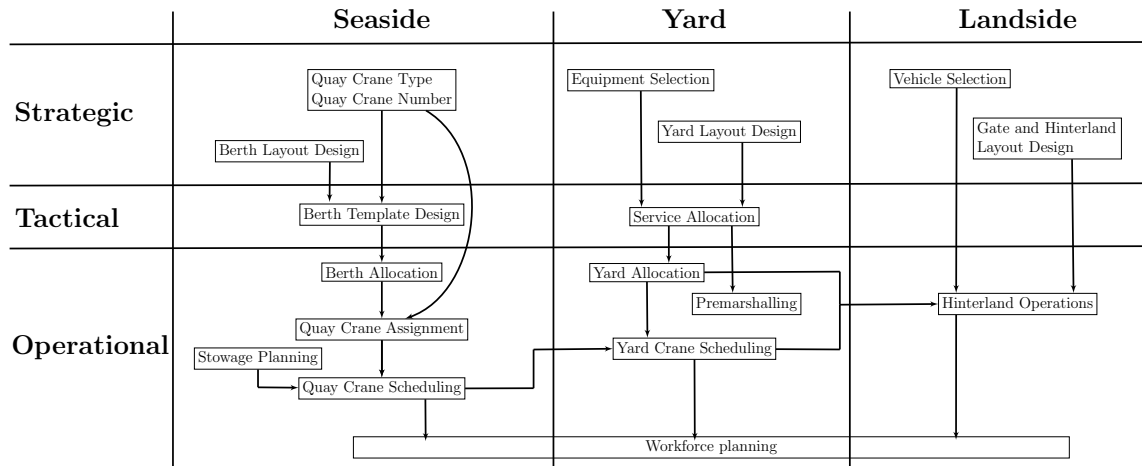 Seaside
Yard
Landside
Strategic
Quay Crane Type
Quay Crane Number
Equipment Selection
Vehicle Selection
Berth Layout Design
Yard Layout Design
Gate and Hinterland
Layout Design
Tactical
Berth Template Design
Service Allocation
Operational
Berth Allocation
Yard Allocation
Premarshalling
Hinterland Operations
Quay Crane Assignment
Yard Crane Scheduling
Stowage Planning
Quay Crane Scheduling
Workforce planning